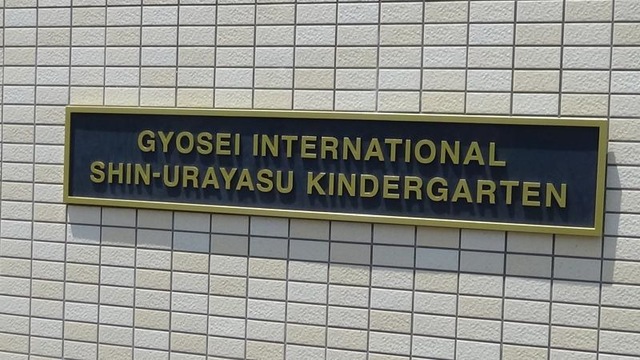 GYOSEI INTERNATIONAL
SHIN-URAYASU KINDERGARTEN